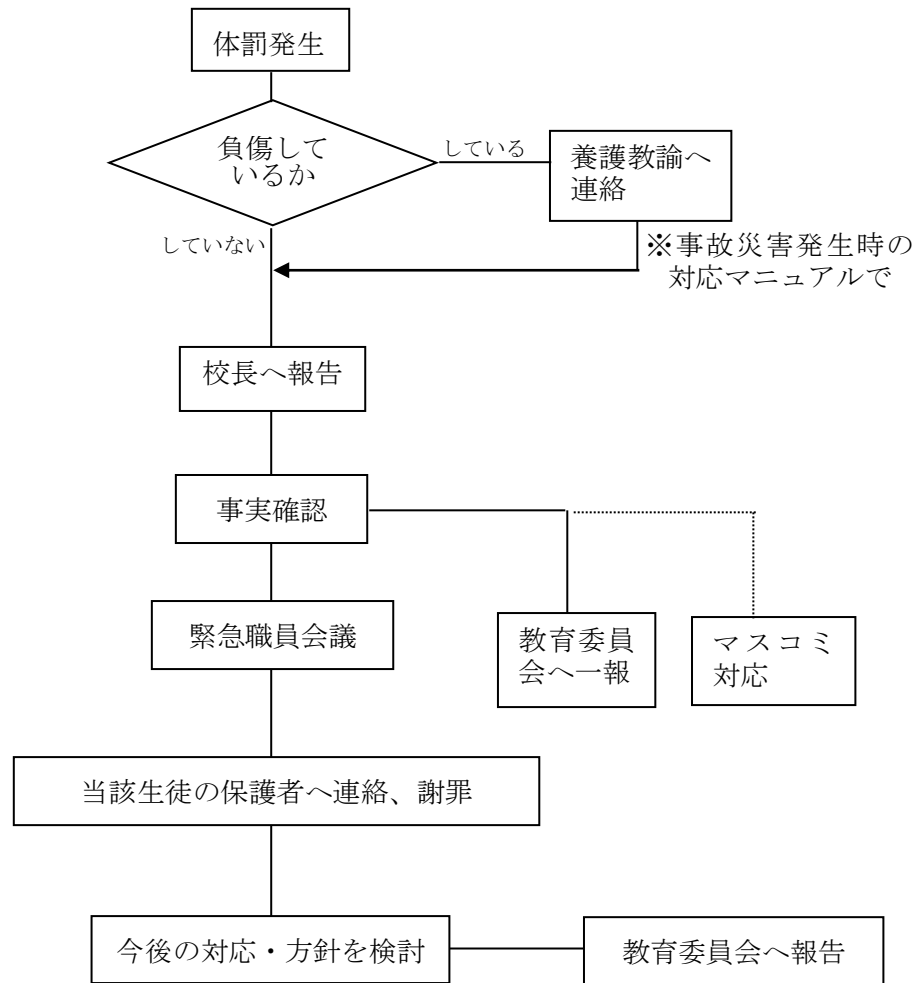 体罰発生
負傷して
いるか
している
養護教諭へ
連絡
していない
※事故災害発生時の
対応マニュアルで
校長へ報告
事実確認
緊急職員会議
教育委員
会へ一報
マスコミ
対応
当該生徒の保護者へ連絡、謝罪
今後の対応・方針を検討
教育委員会へ報告